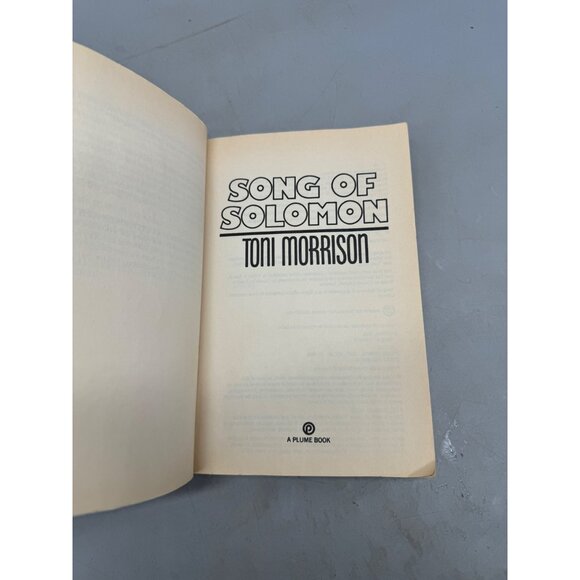 SONG OF
SOLOMON
TONI MORRISON
P
A PLUME BOOK